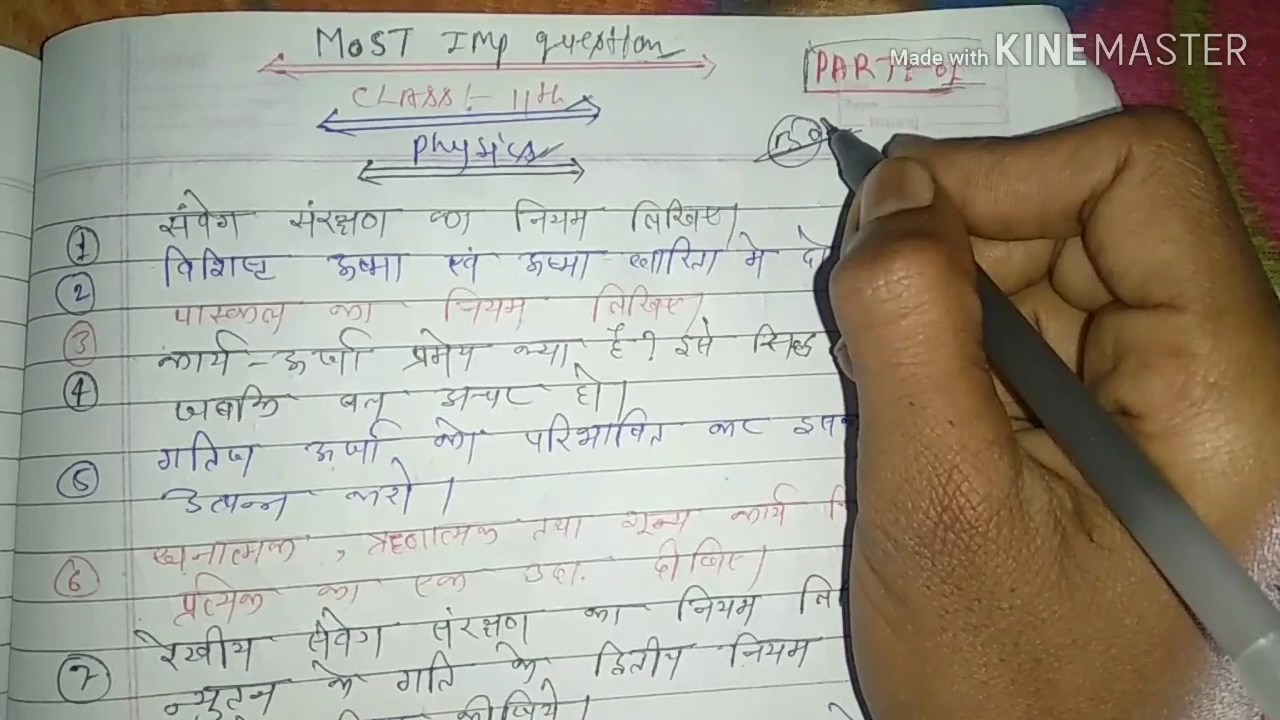 MOST Imp question
Made with KINEMASTER
PART:- 01
CLASS:- 11th
Physics
① संवेग संरक्षण का नियम लिखिए।
② विशिष्ट ऊष्मा एवं ऊष्मा धारिता मे दो
③ पास्कल का नियम लिखिए।
④ कार्य-ऊर्जा प्रमेय क्या है? इसे सिद्ध
जबकि बल अचर हो।
⑤ गतिज ऊर्जा को परिभाषित कर
उत्पन्न करो।
⑥ धनात्मक, ऋणात्मक तथा शून्य कार्य
प्रत्येक का एक उदा. दीजिए।
⑦ रेखीय संवेग संरक्षण का नियम लि
न्यूटन के गति के द्वितीय नियम
कीजिये।